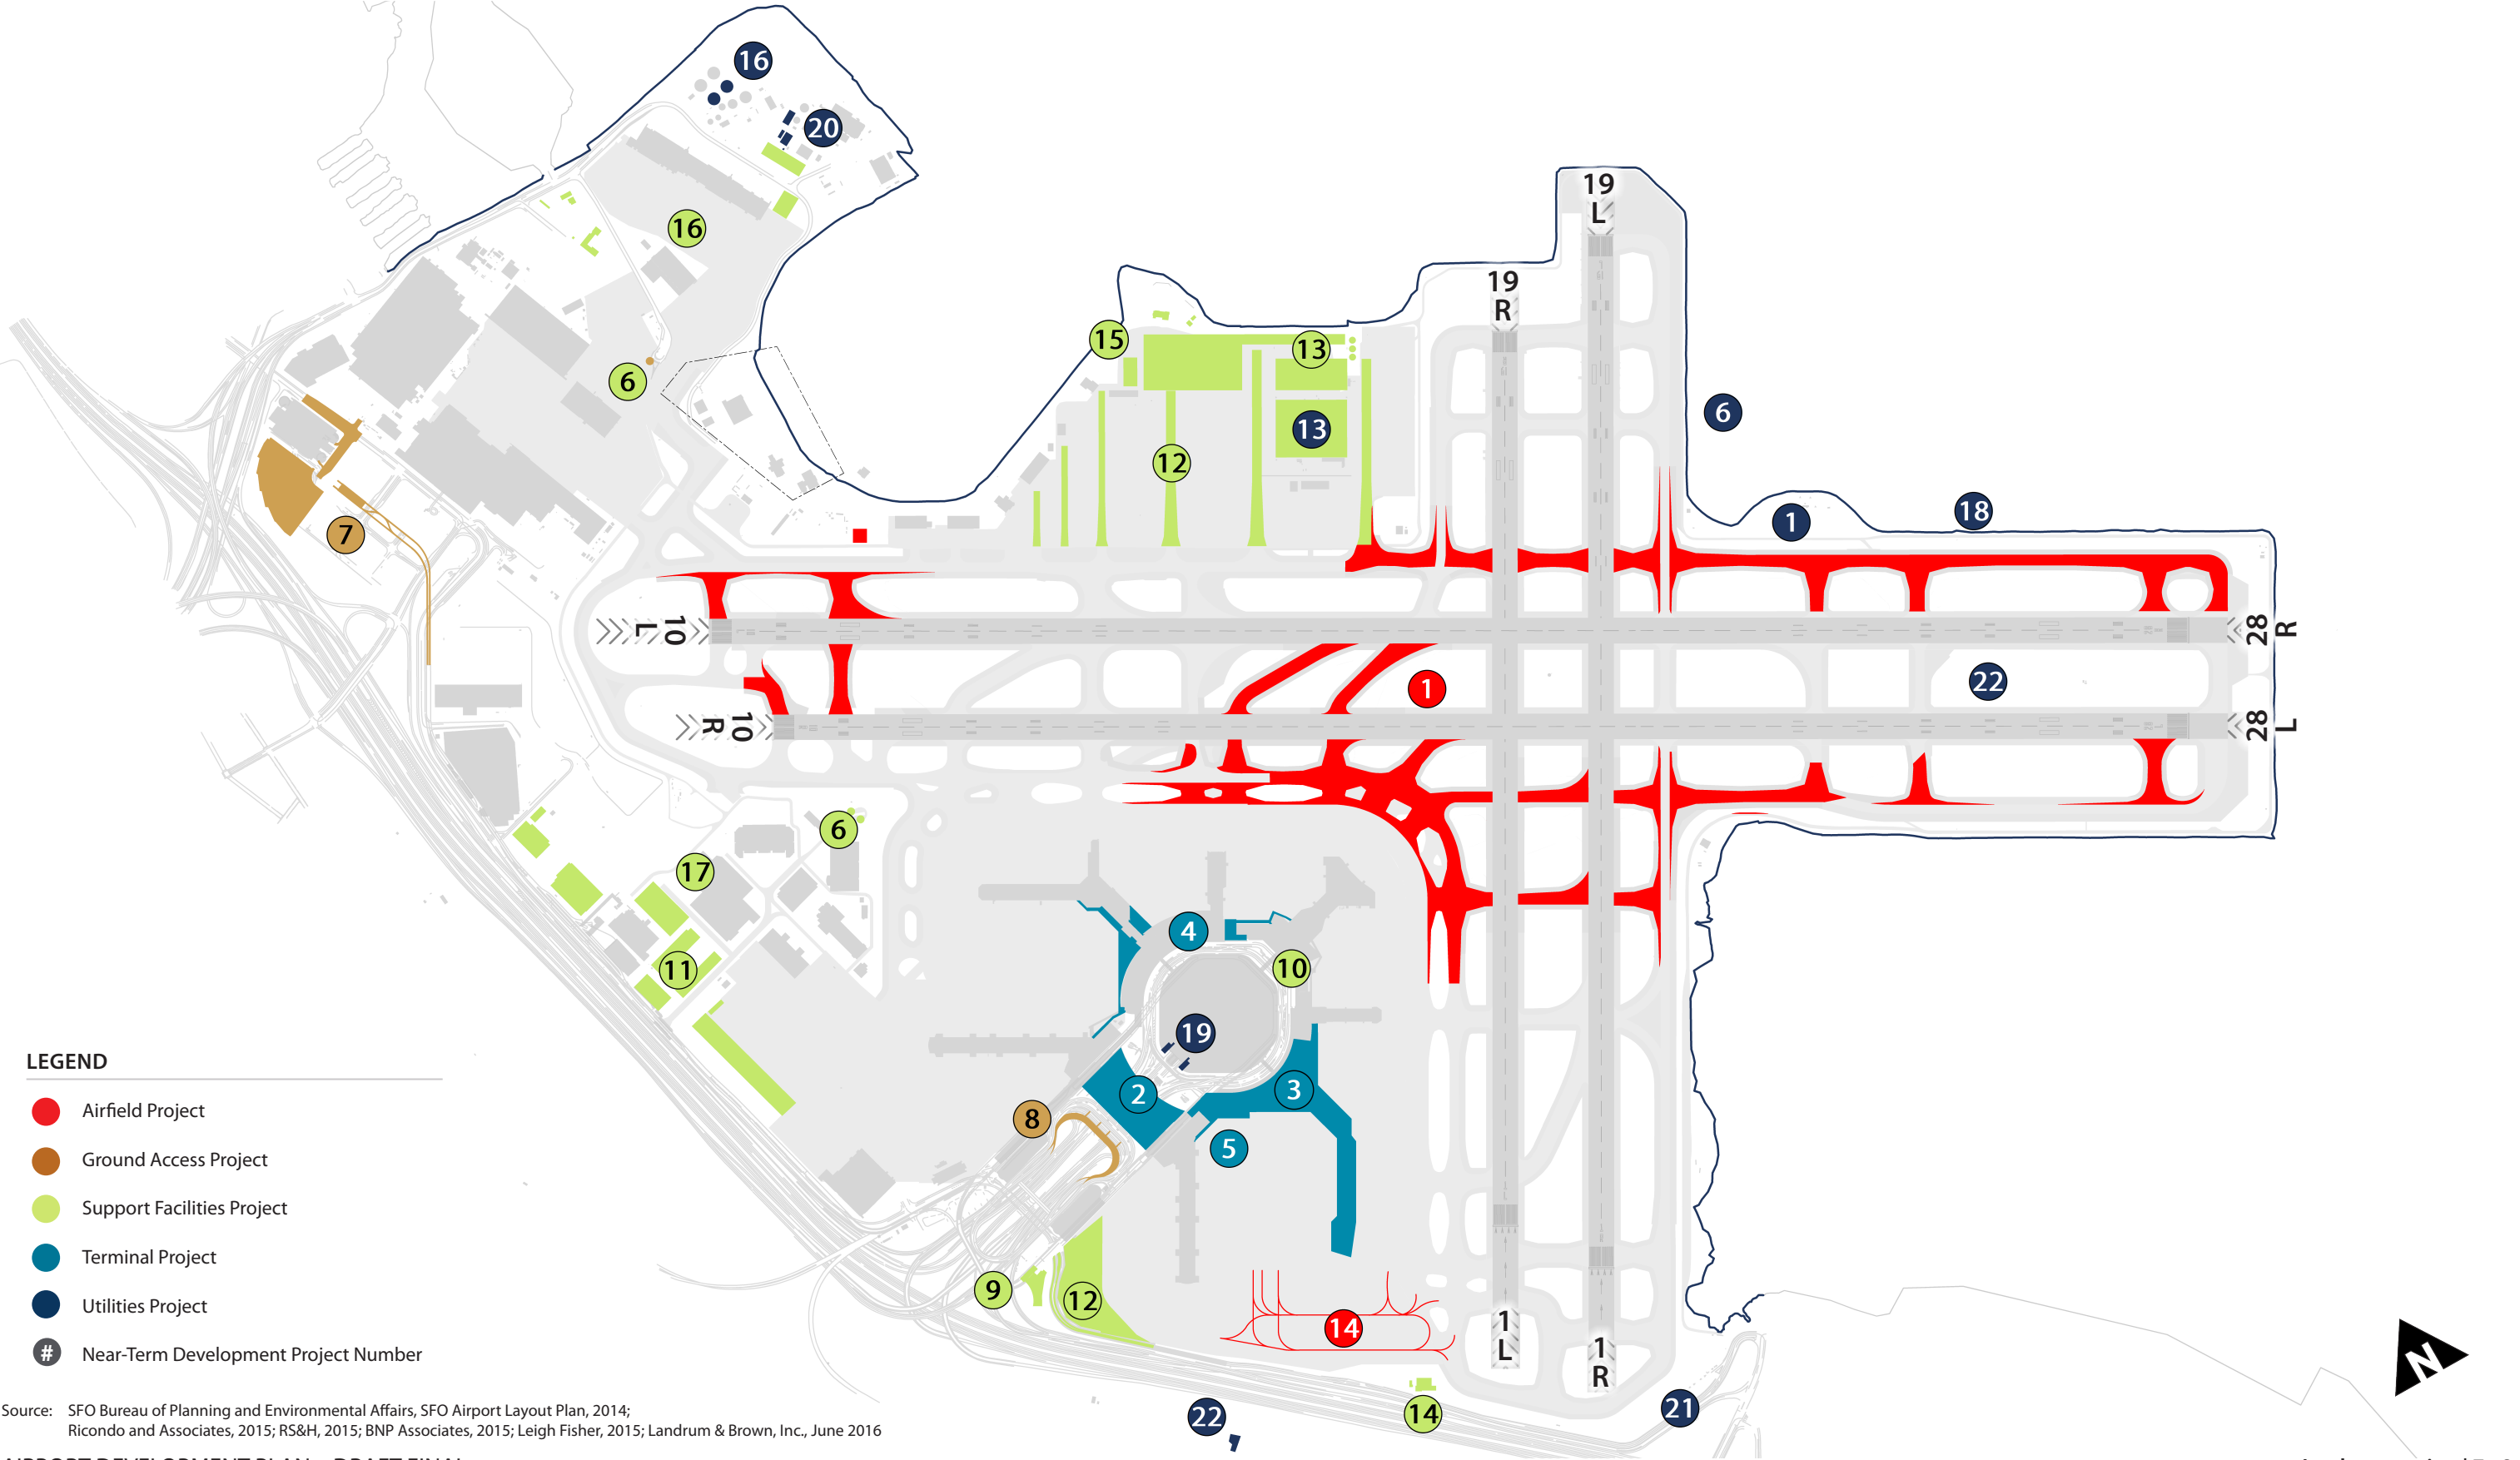 16
20
19
L
16
19
R
15
13
6
6
13
12
18
1
7
10
L
28
R
1
22
10
R
28
L
6
17
4
10
11
19
LEGEND
3
2
Airfield Project
8
5
Ground Access Project
Support Facilities Project
Terminal Project
9
12
Utilities Project
14
1
L
1
R
# Near-Term Development Project Number
N
21
14
22
Source: SFO Bureau of Planning and Environmental Affairs, SFO Airport Layout Plan, 2014;
Ricondo and Associates, 2015; RS&H, 2015; BNP Associates, 2015; Leigh Fisher, 2015; Landrum & Brown, Inc., June 2016